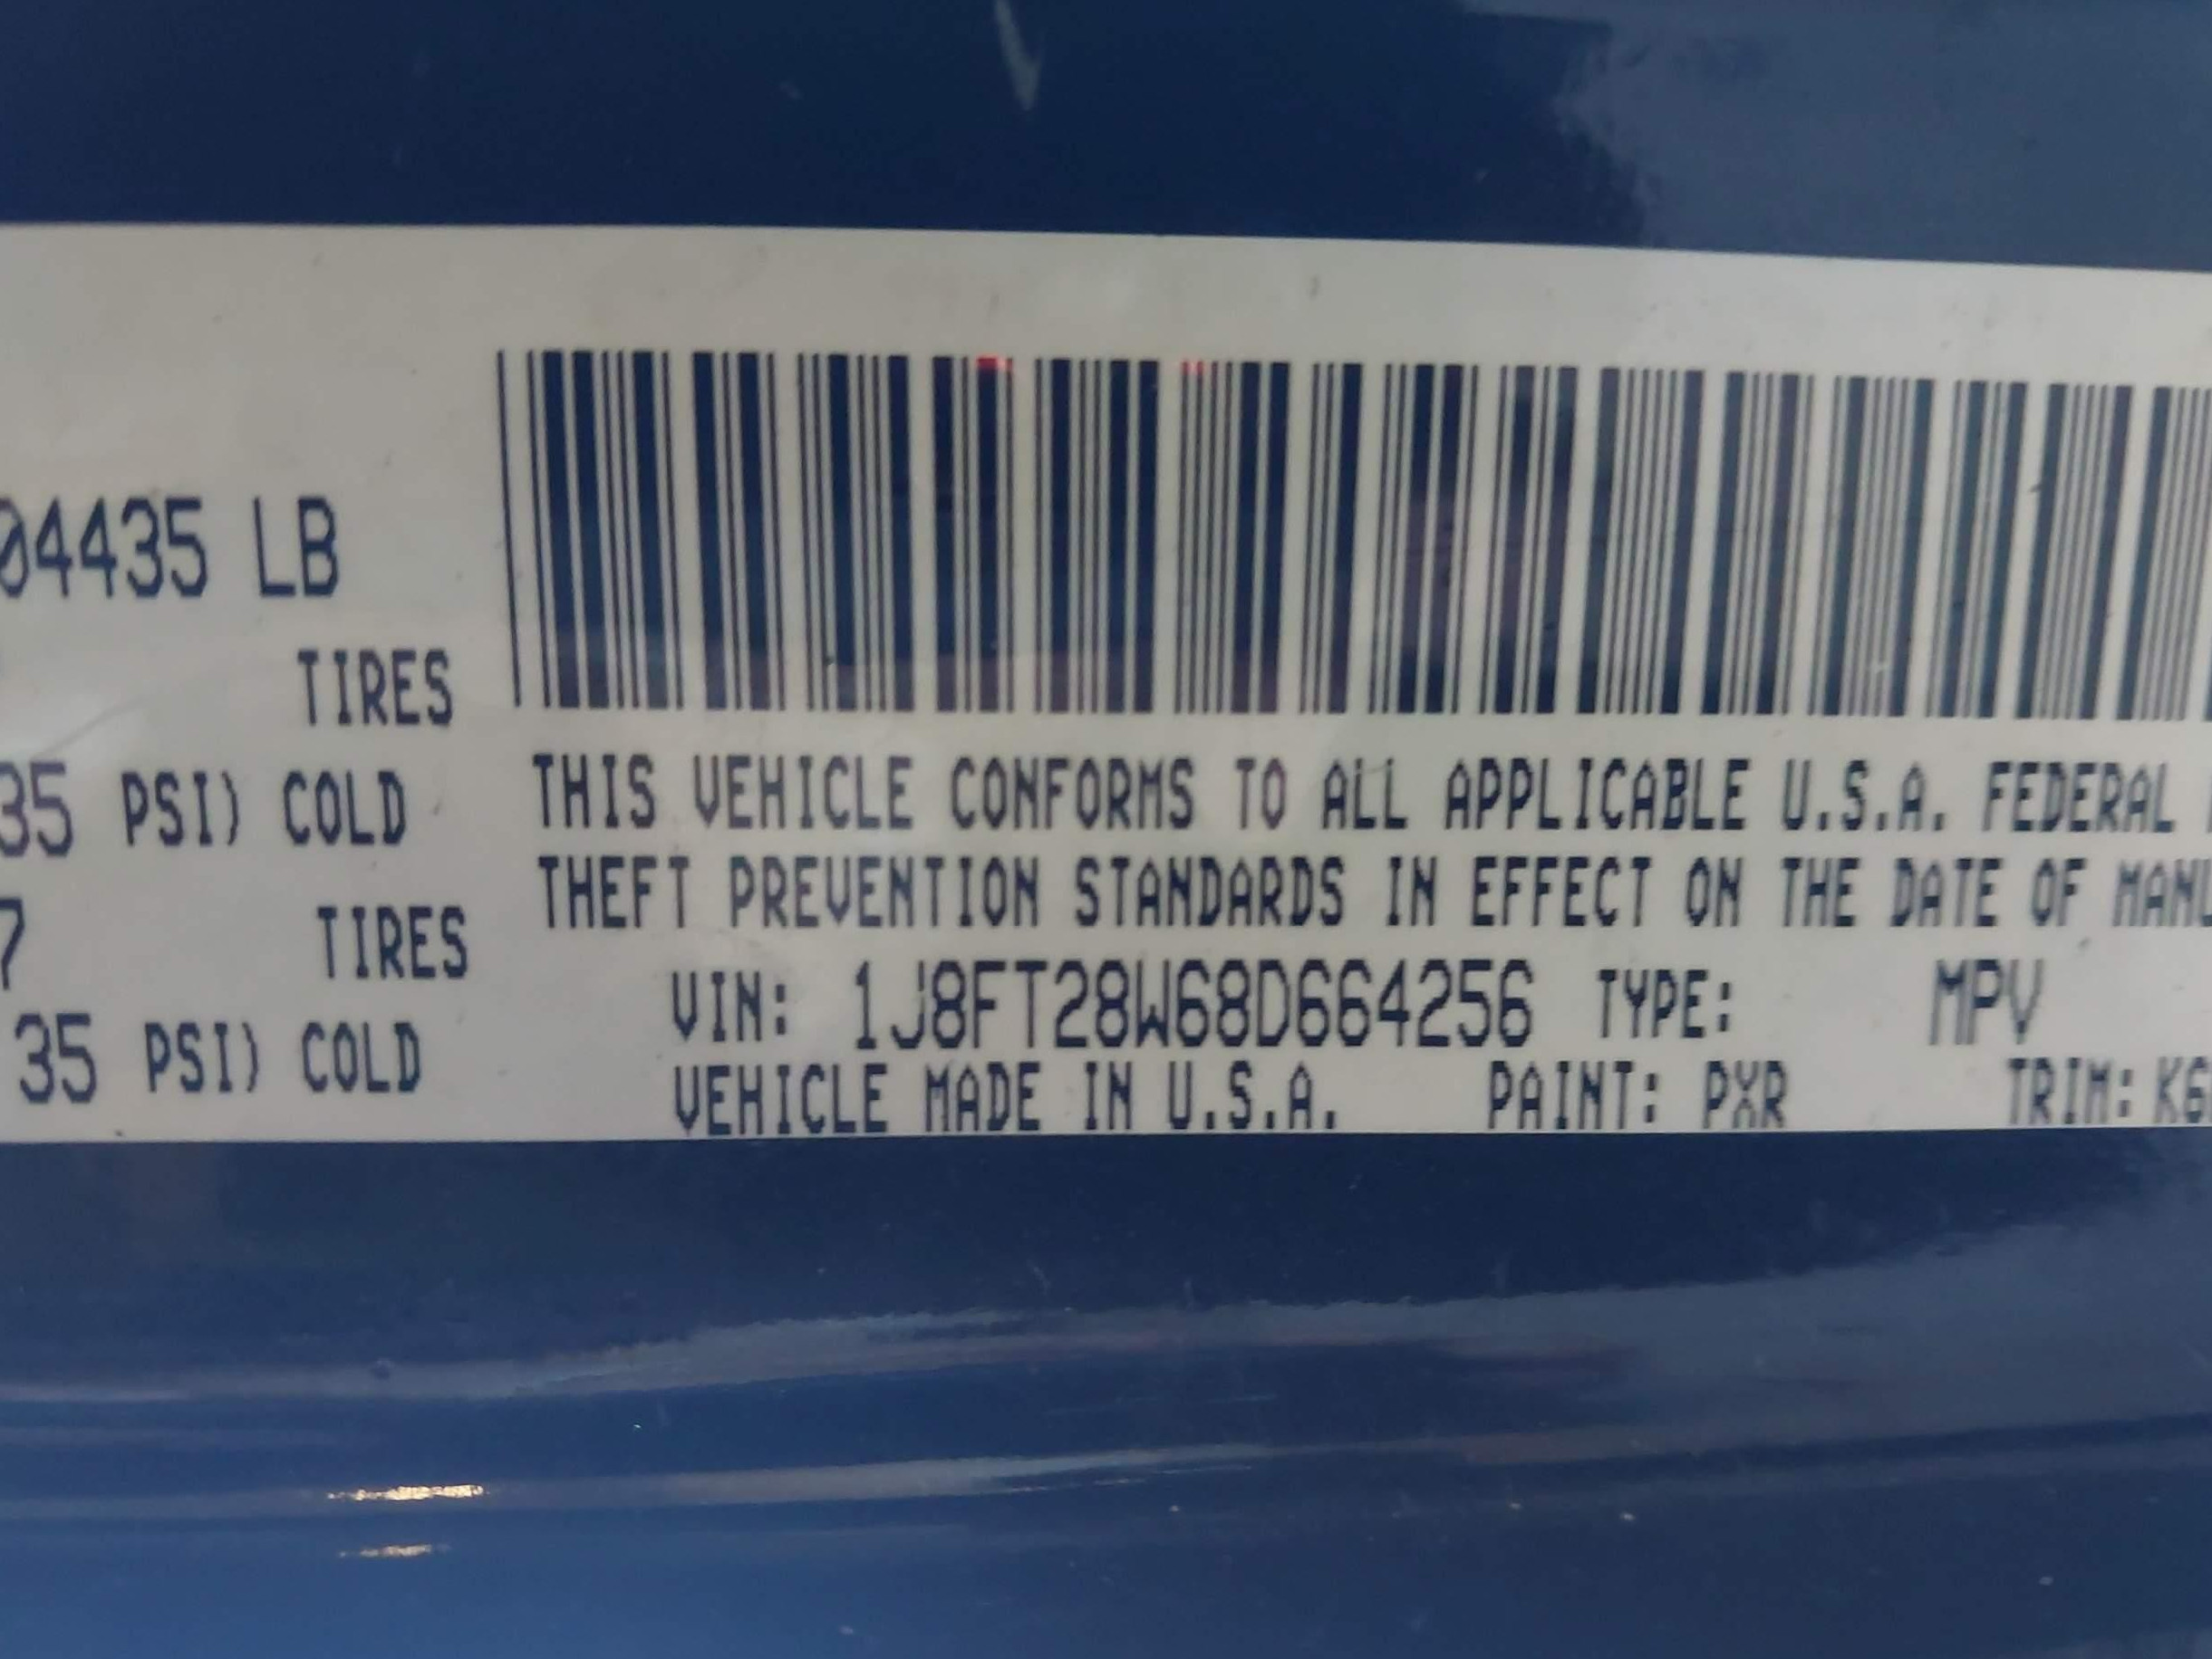 04435 LB
TIRES
35 PSI) COLD
7 TIRES
35 PSI) COLD
THIS VEHICLE CONFORMS TO ALL APPLICABLE U.S.A. FEDERAL
THEFT PREVENTION STANDARDS IN EFFECT ON THE DATE OF
VIN: 1J8FT28W68D664256 TYPE: MPV
VEHICLE MADE IN U.S.A. PAINT: PXR TRIM: K6